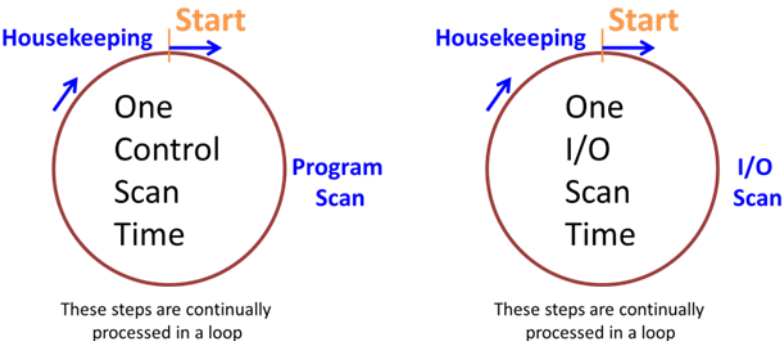 Start
Housekeeping
One
Control
Scan
Time
Program
Scan
These steps are continually
processed in a loop
Start
Housekeeping
One
I/O
Scan
Time
I/O
Scan
These steps are continually
processed in a loop